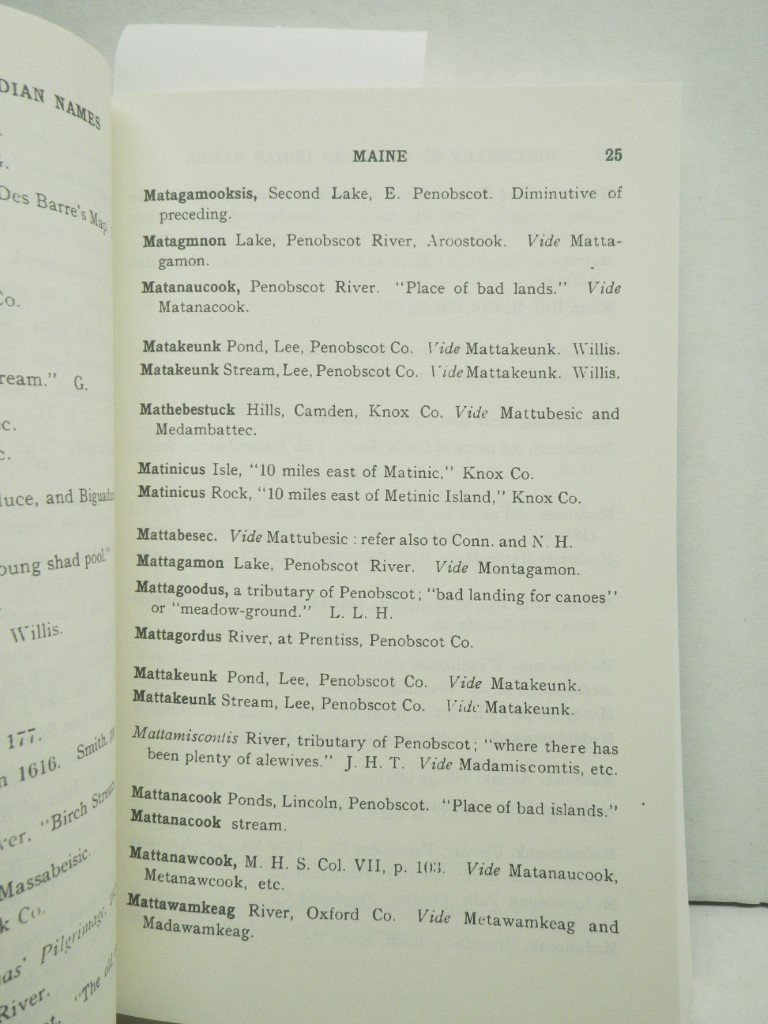 DIAN NAMES
G.
Des Barre's Map.
Co.
ream." G.
ec.
c.
luce, and
oung shad pool."
Willis.
177.
n 1616. Smith,
ver. "Birch Stream
Massabeisic.
k Co.
as' Pilgrimage,
River.
"The old
MAINE 25
Matagamooksis, Second Lake, E. Penobscot. Diminutive of
preceding.
Matagmnon Lake, Penobscot River, Aroostook. Vide Matta-
gamon.
Matanaucook, Penobscot River. "Place of bad lands." Vide
Matanacook.
Matakeunk Pond, Lee, Penobscot Co. Vide Mattakeunk. Willis.
Matakeunk Stream, Lee, Penobscot Co. Vide Mattakeunk. Willis.
Mathebestuck Hills, Camden, Knox Co. Vide Mattubesic and
Medambattec.
Matinicus Isle, "10 miles east of Matinic," Knox Co.
Matinicus Rock, "10 miles east of Metinic Island," Knox Co.
Mattabesec. Vide Mattubesic : refer also to Conn. and N. H.
Mattagamon Lake, Penobscot River. Vide Montagamon.
Mattagoodus, a tributary of Penobscot; "bad landing for canoes"
or "meadow-ground." L. L. H.
Mattagordus River, at Prentiss, Penobscot Co.
Mattakeunk Pond, Lee, Penobscot Co. Vide Matakeunk.
Mattakeunk Stream, Lee, Penobscot Co. Vide Matakeunk.
Mattamiscontis River, tributary of Penobscot; "where there has
been plenty of alewives." J. H. T. Vide Madamiscomtis, etc.
Mattanacook Ponds, Lincoln, Penobscot. "Place of bad islands."
Mattanacook stream.
Mattanawcook, M. H. S. Col. VII, p. 103. Vide Matanaucook,
Metanawcook, etc.
Mattawamkeag River, Oxford Co. Vide Metawamkeag and
Madawamkeag.